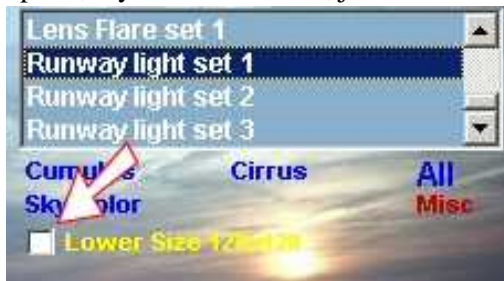 Lens Flare set 1
Runway light set 1
Runway light set 2
Runway light set 3
Cumulus Cirrus All
Sky Color Misc
Lower Size 128x128